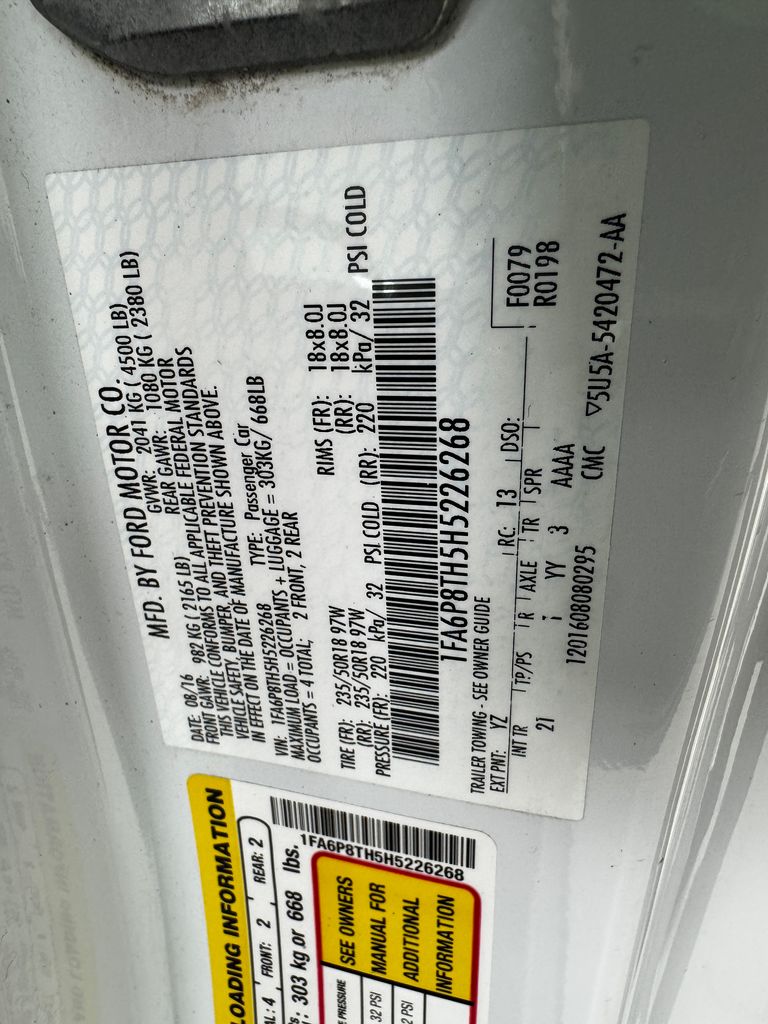 MFD. BY FORD MOTOR CO.
DATE: 08/16 GVWR: 2041 KG ( 4500 LB)
FRONT GAWR: 982 KG ( 2165 LB) REAR GAWR: 1080 KG ( 2380 LB)
THIS VEHICLE CONFORMS TO ALL APPLICABLE FEDERAL MOTOR
VEHICLE SAFETY, BUMPER, AND THEFT PREVENTION STANDARDS
IN EFFECT ON THE DATE OF MANUFACTURE SHOWN ABOVE.
VIN: 1FA6P8TH5H5226268 TYPE: Passenger Car
MAXIMUM LOAD = OCCUPANTS + LUGGAGE = 303KG/ 668LB
OCCUPANTS = 4 TOTAL: 2 FRONT, 2 REAR
TIRE (FR): 235/50R18 97W RIMS (FR): 18x8.0J
(RR): 235/50R18 97W (RR): 18x8.0J
PRESSURE (FR): 220 kPa/ 32 PSI COLD (RR): 220 kPa/ 32 PSI COLD
1FA6P8TH5H5226268
TRAILER TOWING - SEE OWNER GUIDE
EXT PNT: YZ RC: 13 DSO: F0079
R0198
INT TR TP/PS R AXLE TR SPR
21 i YY 3 AAAA
1201608080295 CMC ▽5U5A-5420472-AA
LOADING INFORMATION
: 4 FRONT: 2 REAR: 2
: 303 kg or 668 lbs.
1FA6P8TH5H5226268
PRESSURE
32 PSI
PSI
SEE OWNERS
MANUAL FOR
ADDITIONAL
INFORMATION